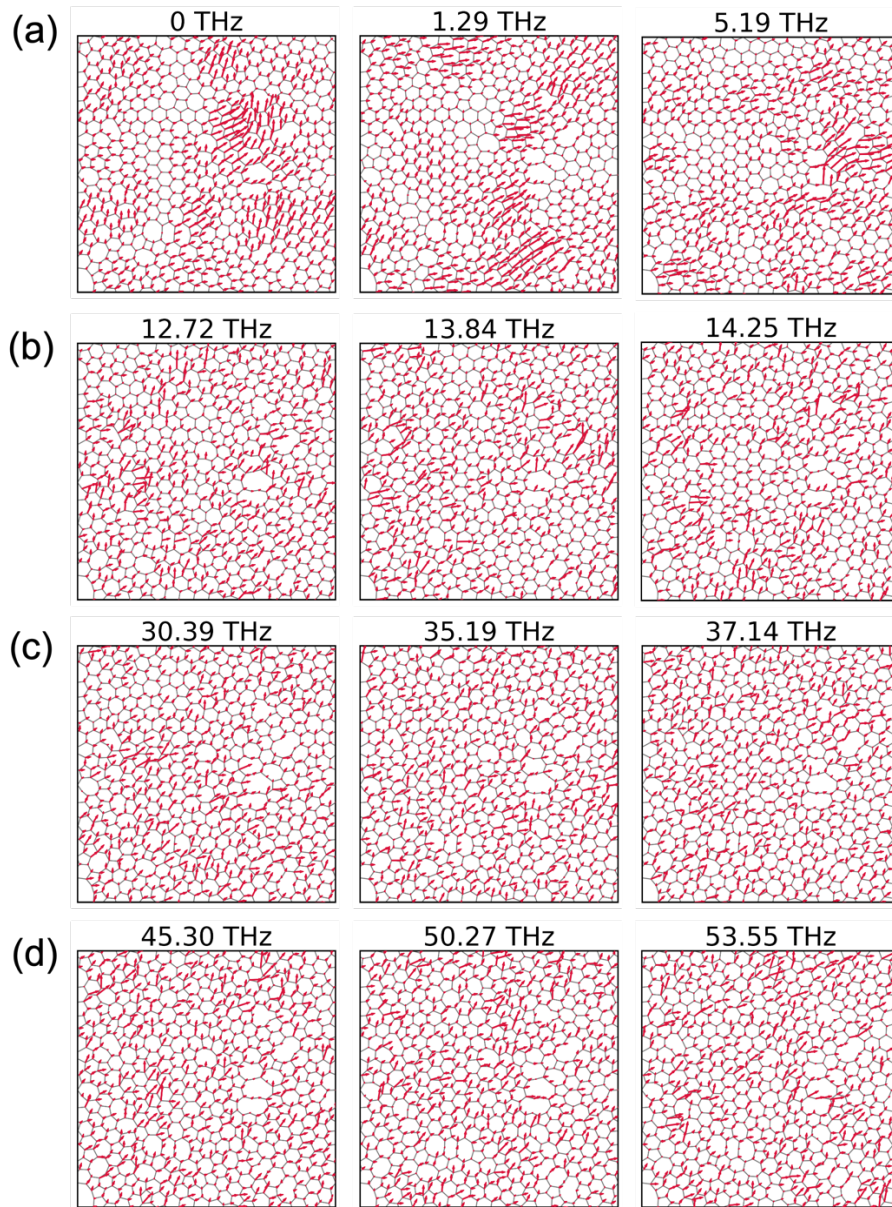 (a)
0 THz
1.29 THz
5.19 THz
(b)
12.72 THz
13.84 THz
14.25 THz
(c)
30.39 THz
35.19 THz
37.14 THz
(d)
45.30 THz
50.27 THz
53.55 THz